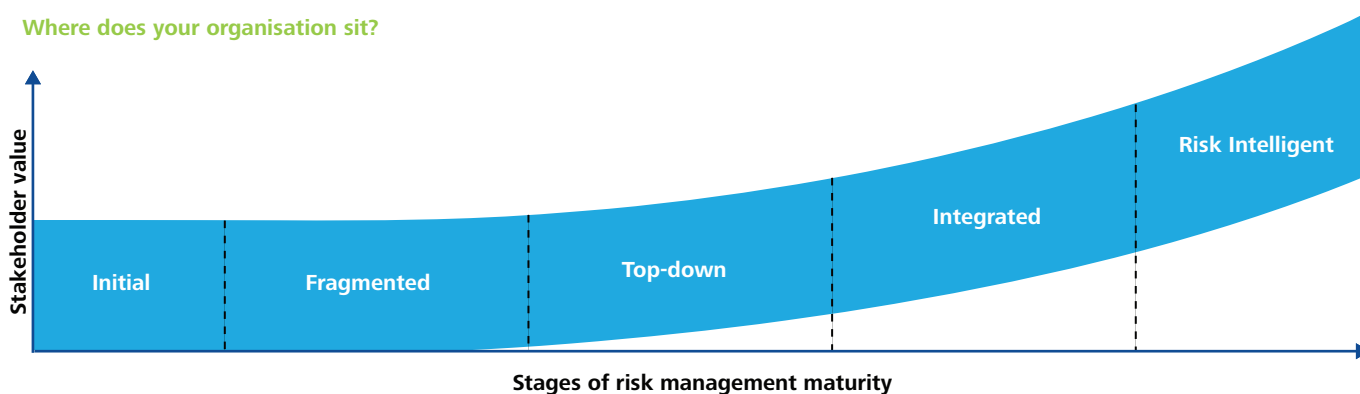 Where does your organisation sit?
Stakeholder value
Risk Intelligent
Integrated
Top-down
Initial
Fragmented
Stages of risk management maturity